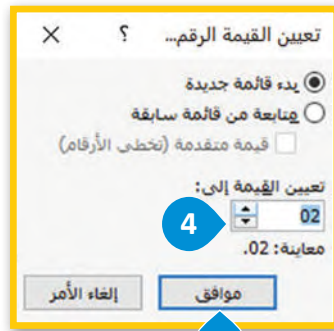 تعيين القيمة الرقم...
؟
بدء قائمة جديدة
متابعة من قائمة سابقة
قيمة متقدمة (تخطي الأرقام)
تعيين القيمة إلى:
02
4
معاينة: 02.
موافق
إلغاء الأمر